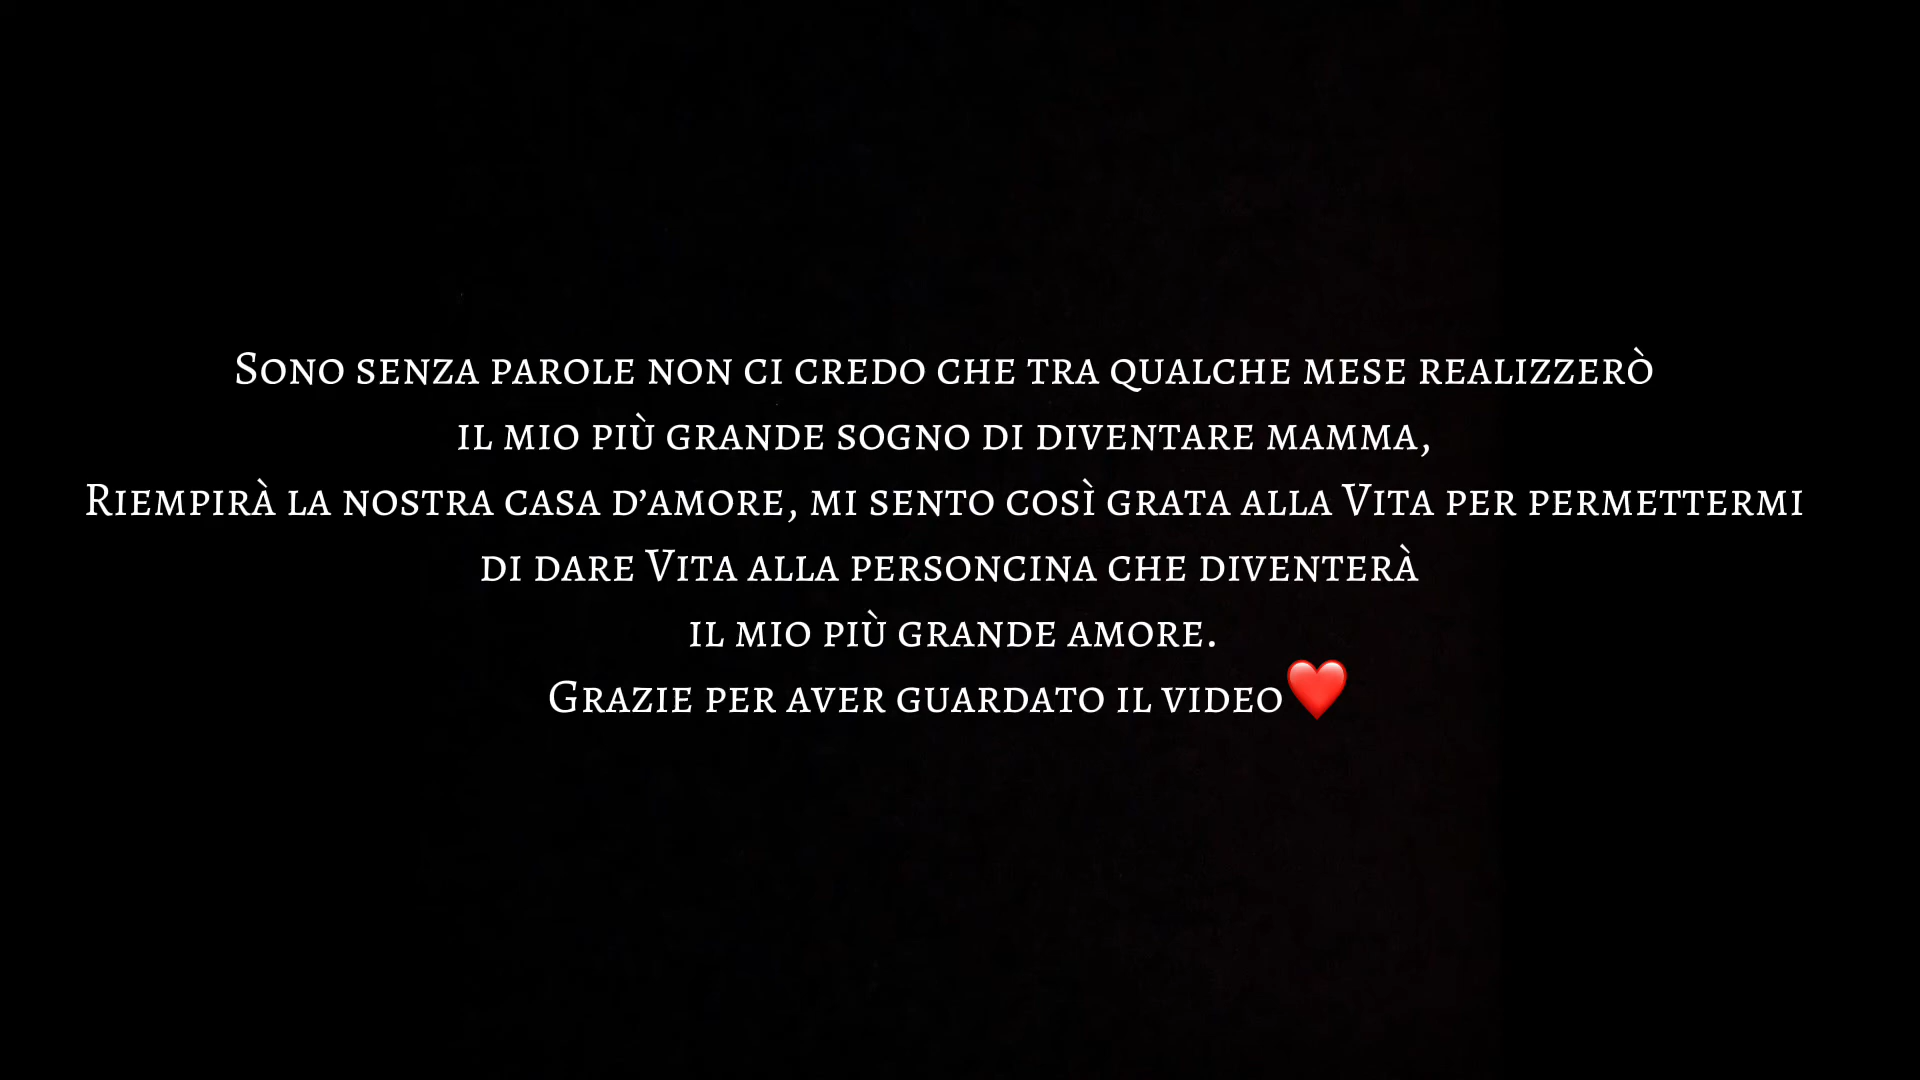 Sono senza parole non ci credo che tra qualche mese realizzerò
il mio più grande sogno di diventare mamma,
Riempirà la nostra casa d’amore, mi sento così grata alla Vita per permettermi
di dare Vita alla personcina che diventerà
il mio più grande amore.
Grazie per aver guardato il video❤️